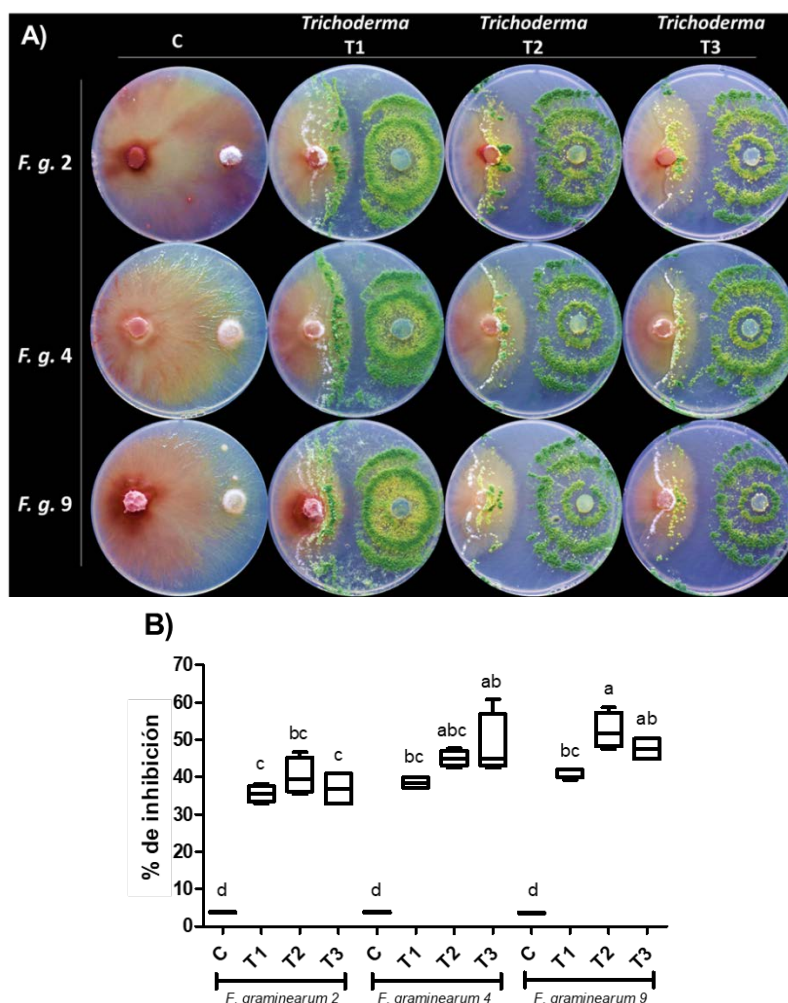 A)
C
Trichoderma T1
Trichoderma T2
Trichoderma T3
F. g. 2
F. g. 4
F. g. 9
B)
% de inhibición
70
60
50
40
30
20
10
0
d
c
bc
c
d
bc
abc
ab
d
bc
a
ab
C T1 T2 T3 C T1 T2 T3 C T1 T2 T3
F. graminearum 2 F. graminearum 4 F. graminearum 9